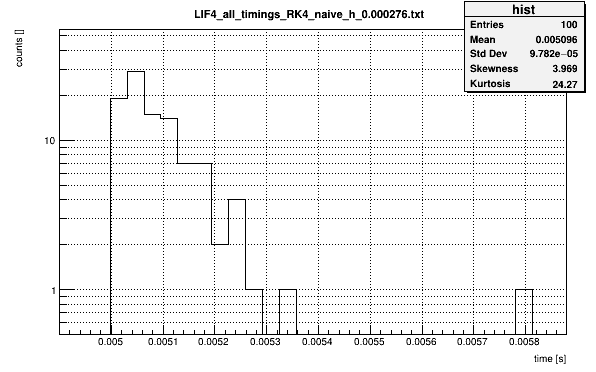 LIF4_all_timings_RK4_naive_h_0.000276.txt
hist
Entries 100
Mean 0.005096
Std Dev 9.782e−05
Skewness 3.969
Kurtosis 24.27
counts []
10
1
0.005 0.0051 0.0052 0.0053 0.0054 0.0055 0.0056 0.0057 0.0058
time [s]